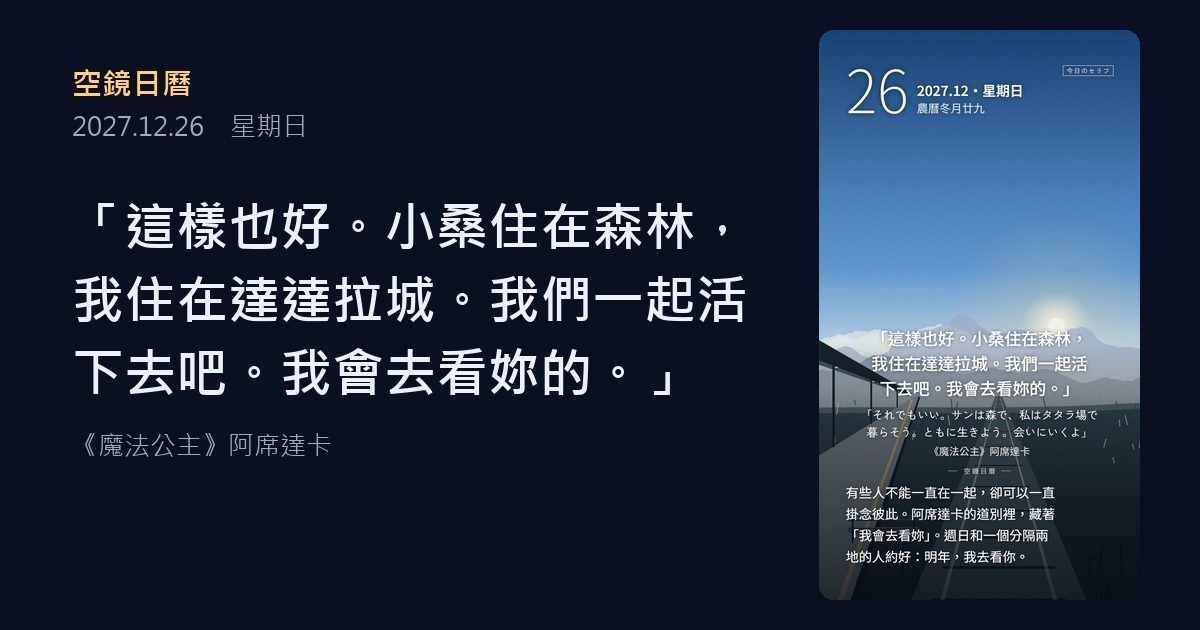 空鏡日曆
2027.12.26　星期日
「這樣也好。小桑住在森林，
我住在達達拉城。我們一起活
下去吧。我會去看妳的。」
《魔法公主》阿席達卡
26
2027.12・星期日
農曆冬月廿九
今日のセリフ
「這樣也好。小桑住在森林，
我住在達達拉城。我們一起活
下去吧。我會去看妳的。」
「それでもいい。サンは森で、私はタタラ場で
暮らそう。ともに生きよう。会いにいくよ」
《魔法公主》阿席達卡
— 空鏡日曆 —
有些人不能一直在一起，卻可以一直
掛念彼此。阿席達卡的道別裡，藏著
「我會去看妳」。週日和一個分隔兩
地的人約好：明年，我去看你。